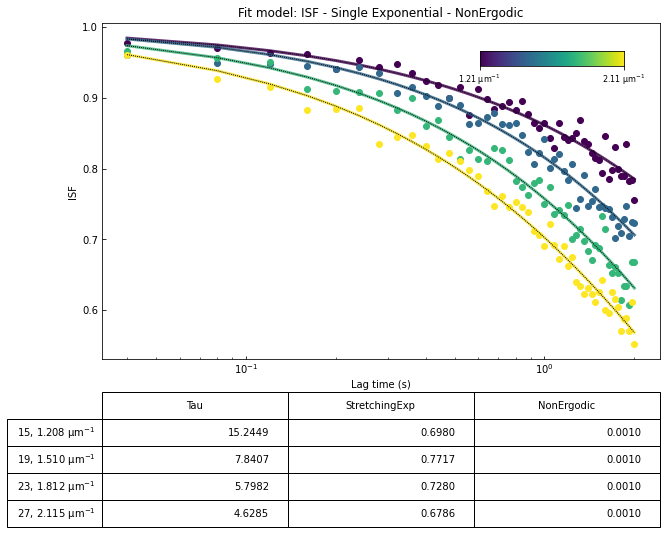 Fit model: ISF - Single Exponential - NonErgodic
1.0
0.9
0.8
0.7
0.6
ISF
1.21 μm⁻¹ 2.11 μm⁻¹
10⁻¹ 10⁰
Lag time (s)
Tau StretchingExp NonErgodic
15, 1.208 μm⁻¹ 15.2449 0.6980 0.0010
19, 1.510 μm⁻¹ 7.8407 0.7717 0.0010
23, 1.812 μm⁻¹ 5.7982 0.7280 0.0010
27, 2.115 μm⁻¹ 4.6285 0.6786 0.0010